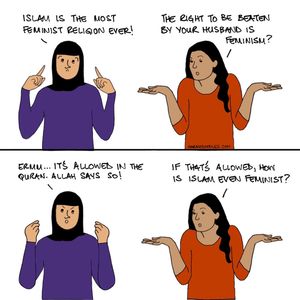 ISLAM IS THE MOST
FEMINIST RELIGION EVER!
THE RIGHT TO BE BEATEN
BY YOUR HUSBAND IS
FEMINISM?
ERMM... IT'S ALLOWED IN THE
QURAN. ALLAH SAYS SO!
IF THAT'S ALLOWED, HOW
IS ISLAM EVEN FEMINIST?